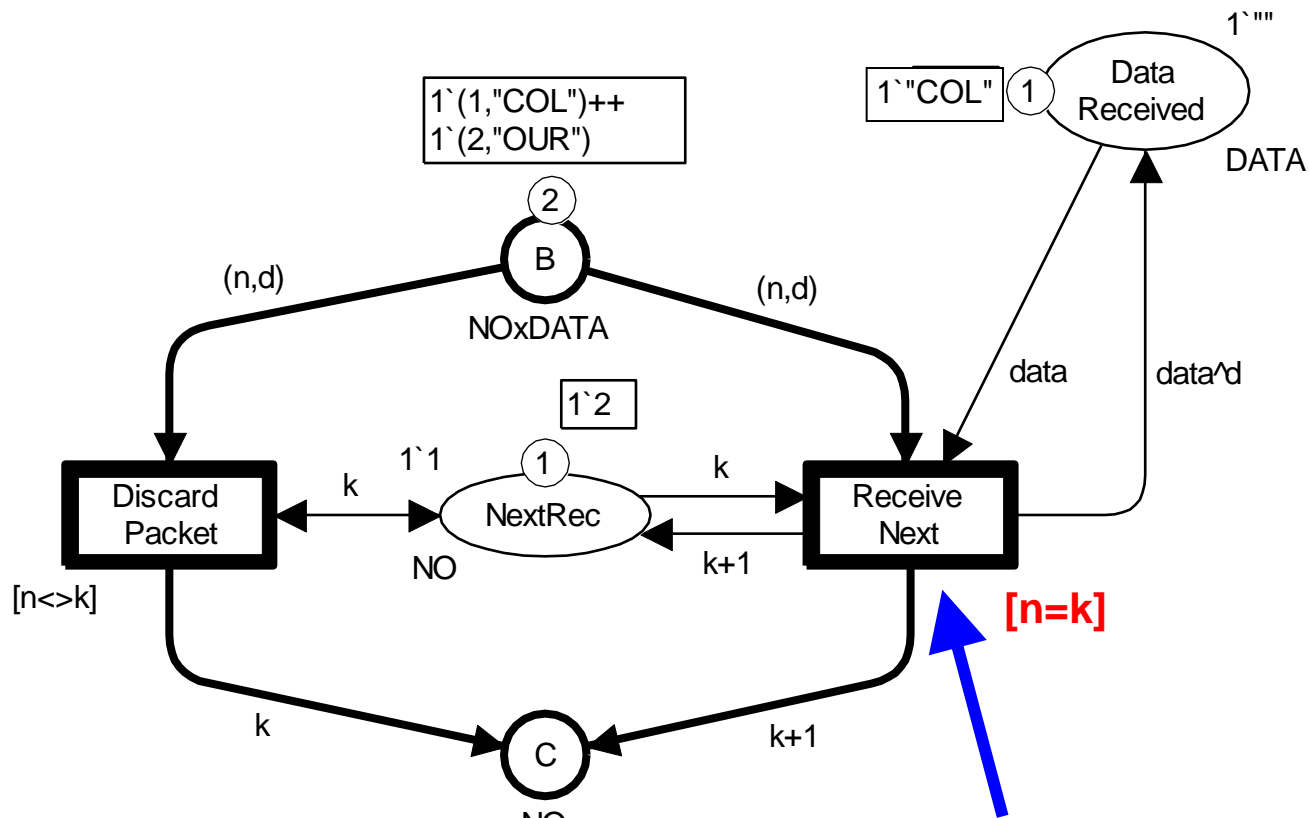 1`""
1`"COL"
1
Data
Received
DATA
1`(1,"COL")++
1`(2,"OUR")
2
B
NOxDATA
(n,d)
(n,d)
data
data^d
1`2
1`1
1
NextRec
NO
k
k
k+1
Discard
Packet
[n<>k]
Receive
Next
[n=k]
k
k+1
C
NO